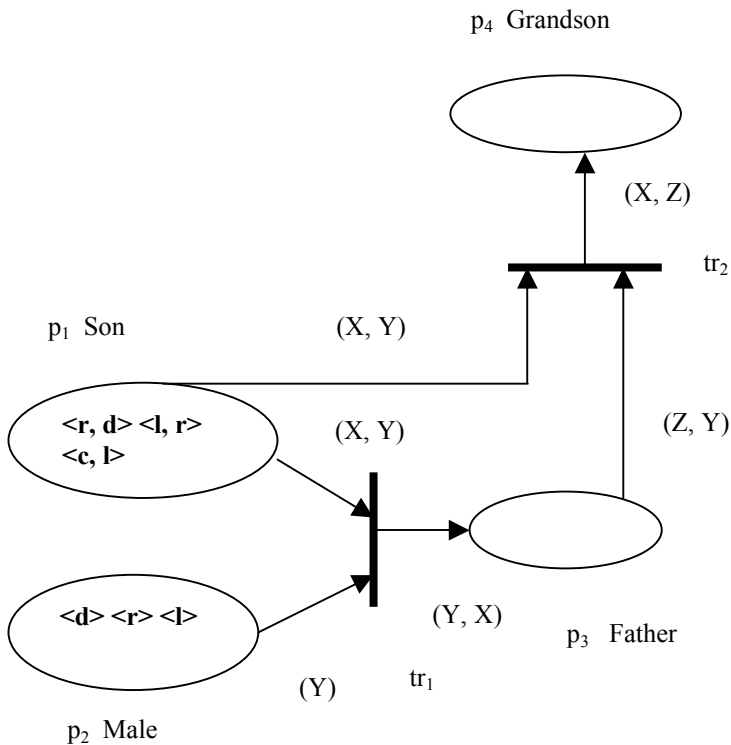 p₄ Grandson
(X, Z)
tr₂
p₁ Son
(X, Y)
<r, d> <l, r>
<c, l>
(X, Y)
(Z, Y)
<d> <r> <l>
(Y, X)
p₃ Father
(Y)
tr₁
p₂ Male